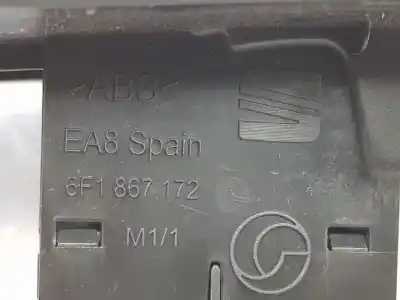 >ABS<
EA8 Spain
6F1 867 172
M1/1